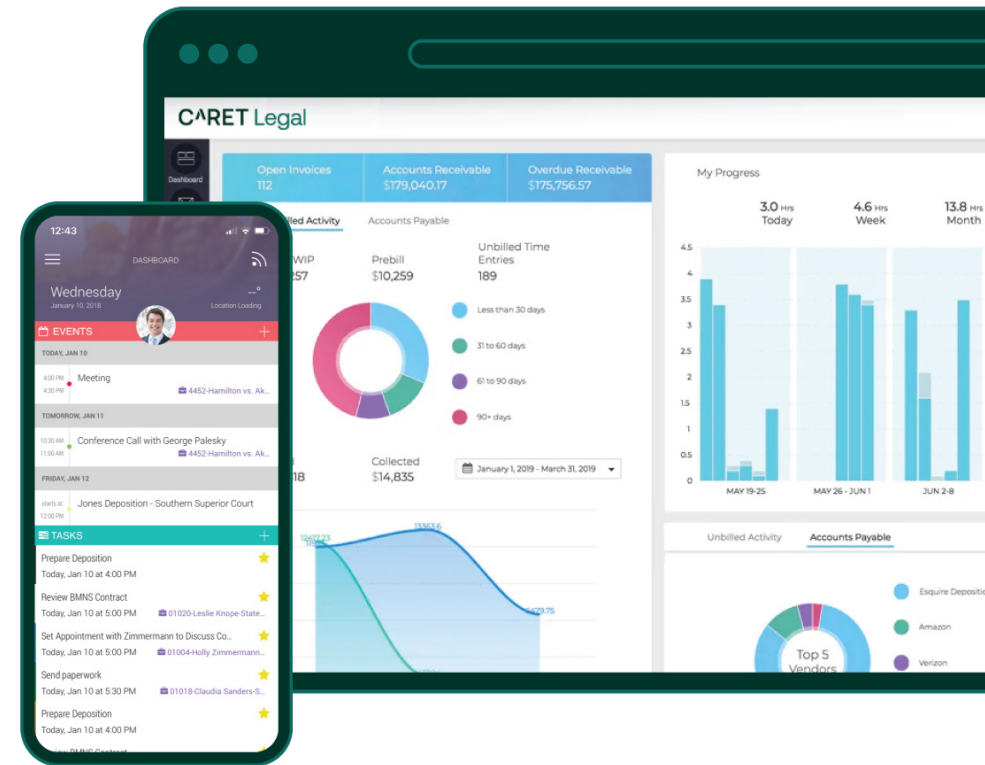 CARET Legal
Dashboard
Open Invoices
112
Accounts Receivable
$179,040.17
Overdue Receivable
$175,756.57
Activity
Accounts Payable
WIP
257
Prebill
$10,259
Unbilled Time
Entries
189
Less than 30 days
31 to 60 days
61 to 90 days
90+ days
18
Collected
$14,835
January 1, 2019 - March 31, 2019
12617.23
13363.6
My Progress
3.0 Hrs
Today
4.6 Hrs
Week
13.8 Hrs
Month
4.5
4
3.5
3
2.5
2
1.5
1
0.5
0
MAY 19-25
MAY 26 - JUN 1
JUN 2-8
Unbilled Activity
Accounts Payable
Top 5
Vendors
Esquire
Amazon
Verizon
12:43
DASHBOARD
Wednesday
January 10, 2018
--°
Location Loading
EVENTS
+
TODAY, JAN 10
4:00 PM
4:30 PM
Meeting
4452-Hamilton vs. Ak...
TOMORROW, JAN 11
10:30 AM
11:00 AM
Conference Call with George Palesky
4452-Hamilton vs. Ak...
FRIDAY, JAN 12
starts at:
12:00 PM
Jones Deposition - Southern Superior Court
TASKS
+
Prepare Deposition
Today, Jan 10 at 4:00 PM
Review BMNS Contract
Today, Jan 10 at 5:00 PM
01020-Leslie Knope-State...
Set Appointment with Zimmermann to Discuss Co...
Today, Jan 10 at 5:00 PM
01004-Holly Zimmermann...
Send paperwork
Today, Jan 10 at 5:30 PM
01018-Claudia Sanders-S...
Prepare Deposition
Today, Jan 10 at 4:00 PM
BMNS Contract